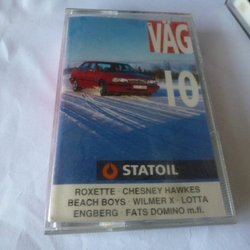 VÄG
10
STATOIL
ROXETTE · CHESNEY HAWKES
BEACH BOYS · WILMER X · LOTTA
ENGBERG · FATS DOMINO m.fl.